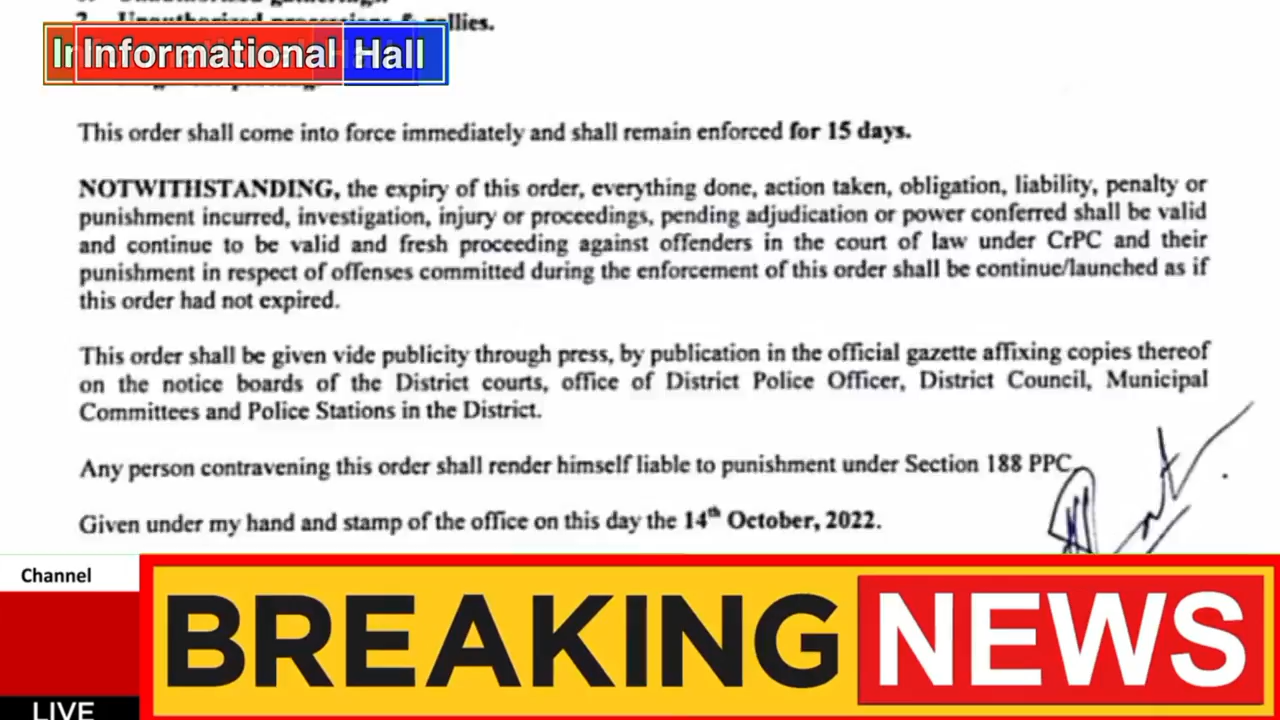 2. Unauthorized processions & rallies.
Informational Hall
This order shall come into force immediately and shall remain enforced for 15 days.
NOTWITHSTANDING, the expiry of this order, everything done, action taken, obligation, liability, penalty or
punishment incurred, investigation, injury or proceedings, pending adjudication or power conferred shall be valid
and continue to be valid and fresh proceeding against offenders in the court of law under CrPC and their
punishment in respect of offenses committed during the enforcement of this order shall be continue/launched as if
this order had not expired.
This order shall be given vide publicity through press, by publication in the official gazette affixing copies thereof
on the notice boards of the District courts, office of District Police Officer, District Council, Municipal
Committees and Police Stations in the District.
Any person contravening this order shall render himself liable to punishment under Section 188 PPC.
Given under my hand and stamp of the office on this day the 14th October, 2022.
Channel
BREAKING NEWS
LIVE